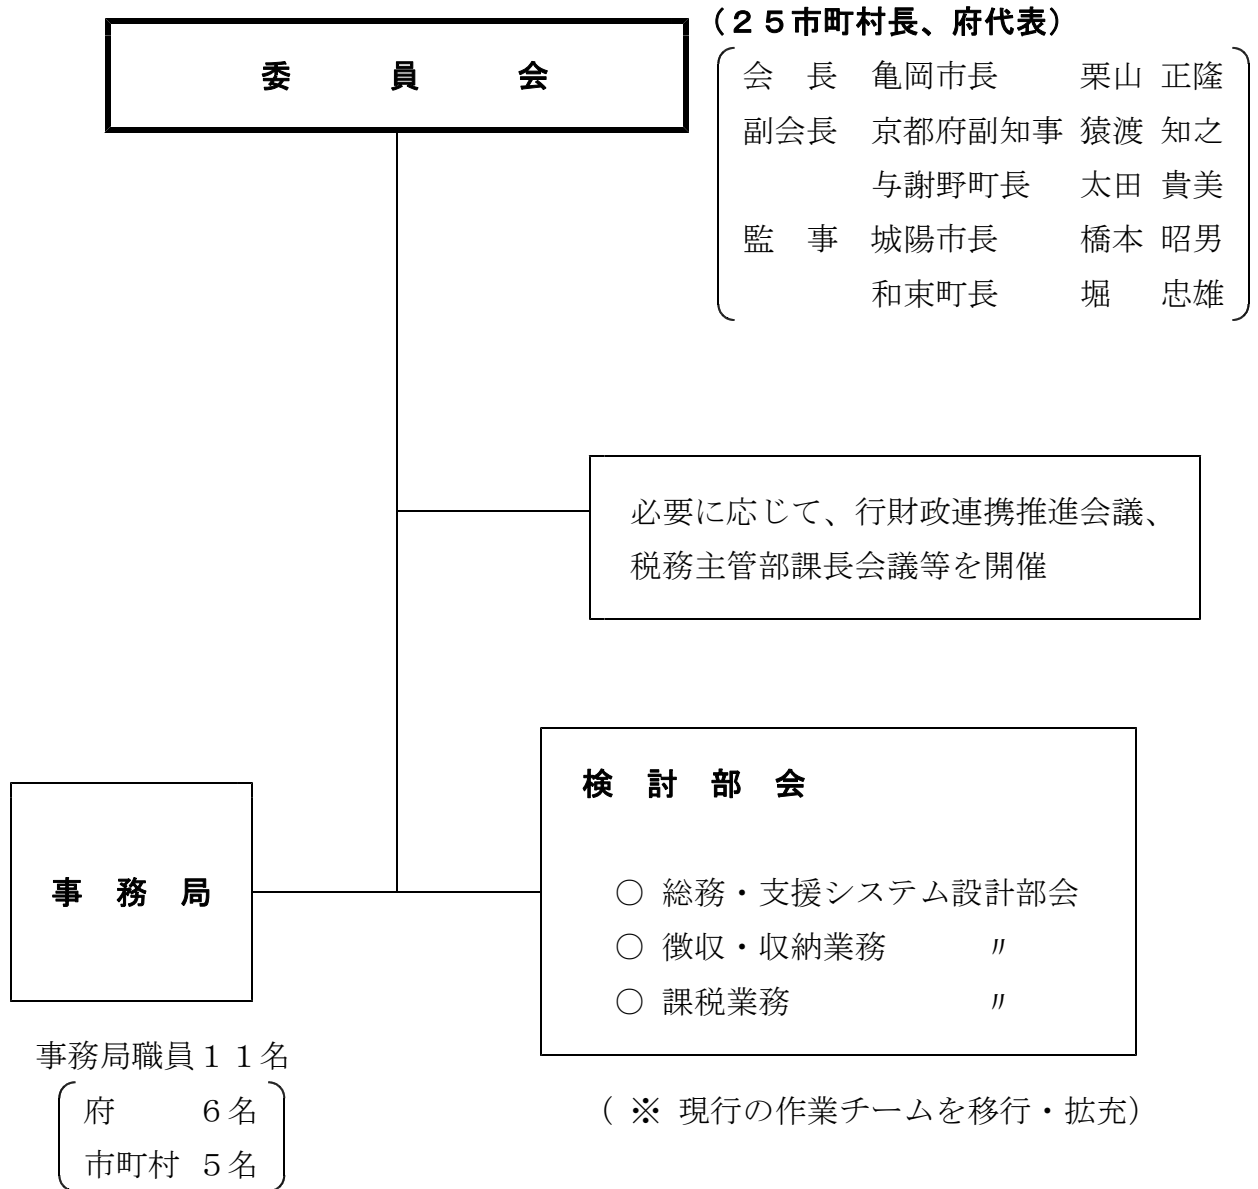 委　員　会
（２５市町村長、府代表）
会　長　亀岡市長　栗山 正隆
副会長　京都府副知事 猿渡 知之
与謝野町長　太田 貴美
監　事　城陽市長　橋本 昭男
和束町長　堀　忠雄
必要に応じて、行財政連携推進会議、
税務主管部課長会議等を開催
検　討　部　会
○ 総務・支援システム設計部会
○ 徴収・収納業務　〃
○ 課税業務　〃
（ ※ 現行の作業チームを移行・拡充）
事　務　局
事務局職員１１名
府　６名
市町村 ５名